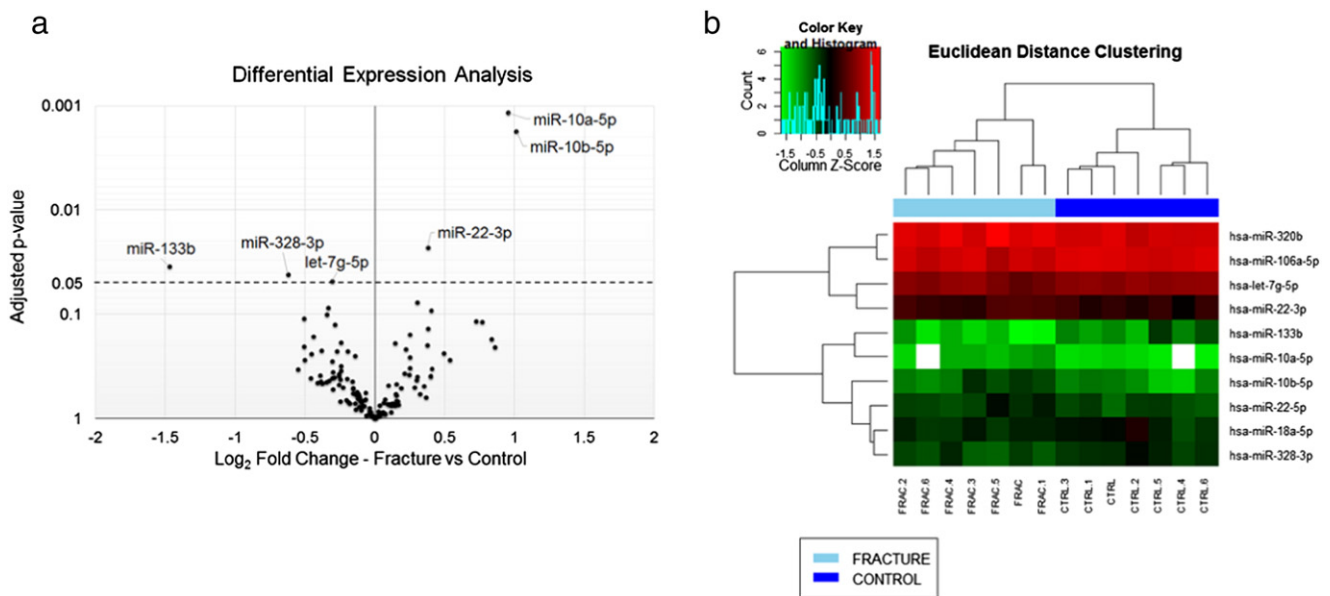 a
Differential Expression Analysis
0.001
0.01
0.05
0.1
1
Adjusted p-value
miR-10a-5p
miR-10b-5p
miR-22-3p
miR-133b
miR-328-3p
let-7g-5p
-2 -1.5 -1 -0.5 0 0.5 1 1.5 2
Log2 Fold Change - Fracture vs Control
b
Color Key
and Histogram
Count
0 2 4 6
-1.5 -0.5 0.5 1.5
Column Z-Score
Euclidean Distance Clustering
hsa-miR-320b
hsa-miR-106a-5p
hsa-let-7g-5p
hsa-miR-22-3p
hsa-miR-133b
hsa-miR-10a-5p
hsa-miR-10b-5p
hsa-miR-22-5p
hsa-miR-18a-5p
hsa-miR-328-3p
FRAC.2
FRAC.6
FRAC.4
FRAC.3
FRAC.5
FRAC
FRAC.1
CTRL.3
CTRL.1
CTRL
CTRL.2
CTRL.5
CTRL.4
CTRL.6
FRACTURE
CONTROL